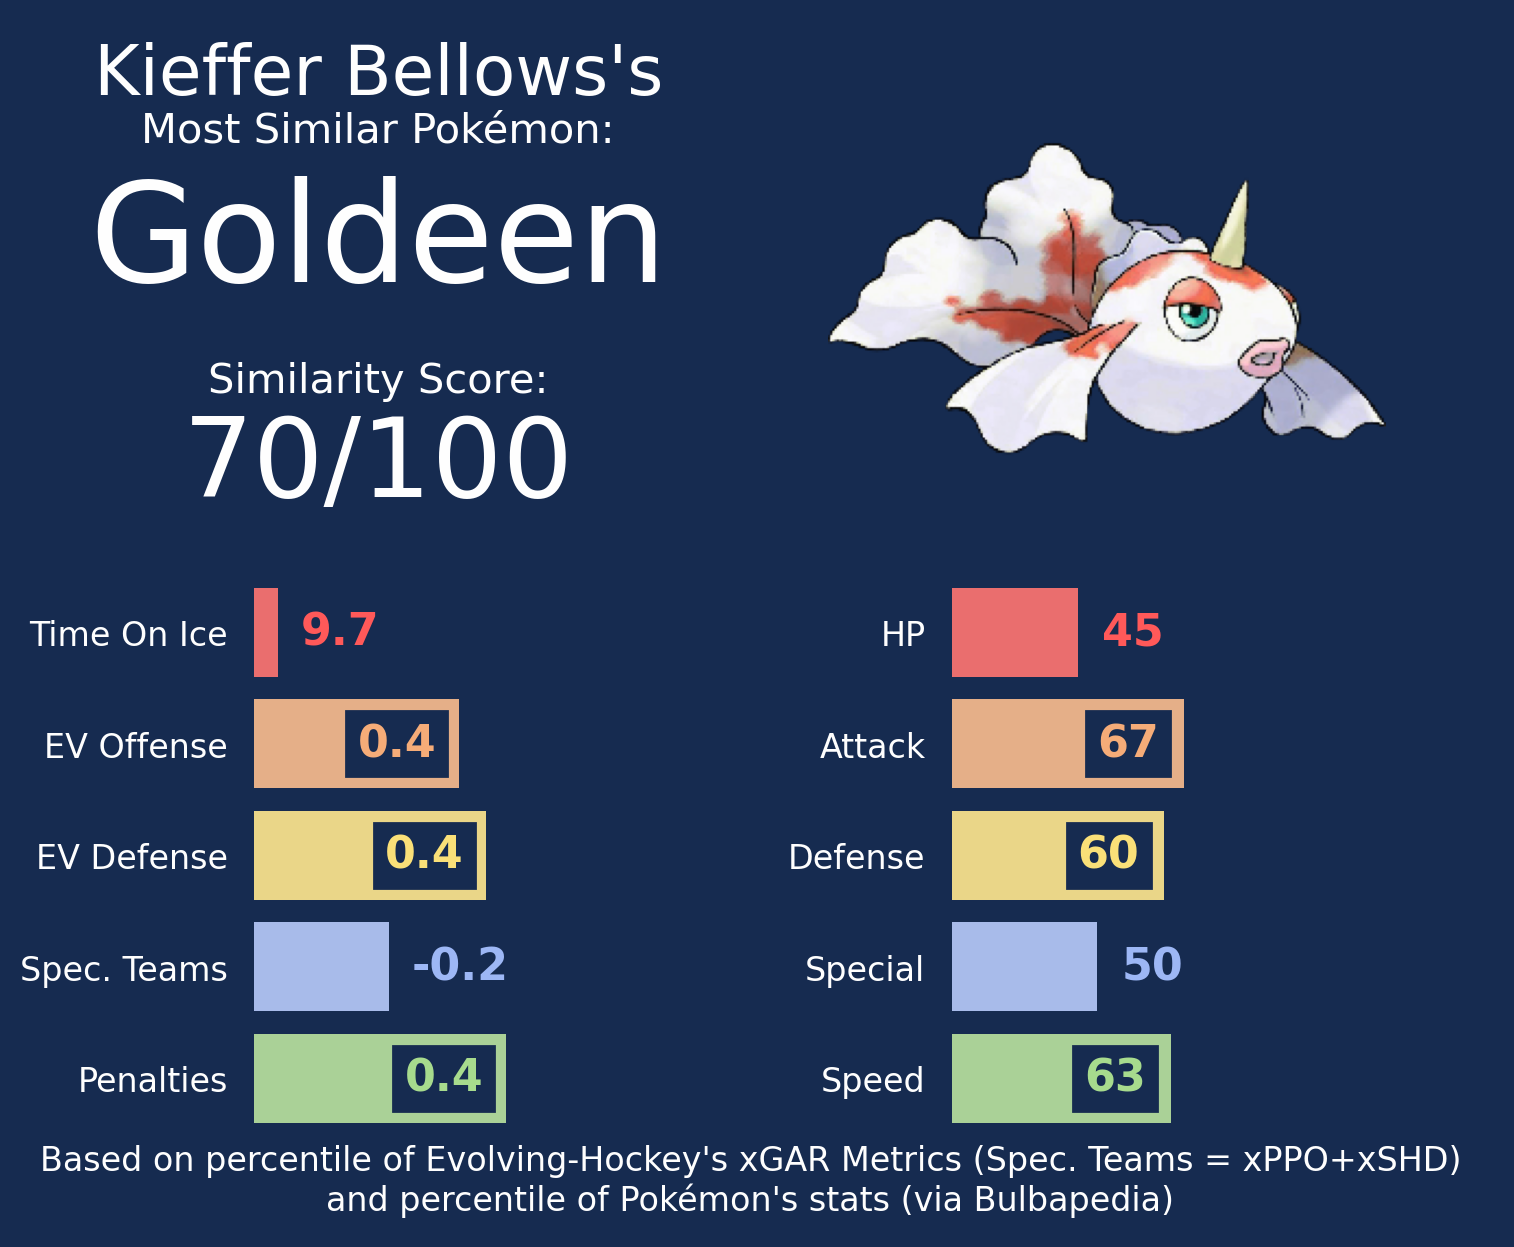 Kieffer Bellows's
Most Similar Pokémon:
Goldeen
Similarity Score:
70/100
Time On Ice 9.7
EV Offense 0.4
EV Defense 0.4
Spec. Teams -0.2
Penalties 0.4
HP 45
Attack 67
Defense 60
Special 50
Speed 63
Based on percentile of Evolving-Hockey's xGAR Metrics (Spec. Teams = xPPO+xSHD)
and percentile of Pokémon's stats (via Bulbapedia)